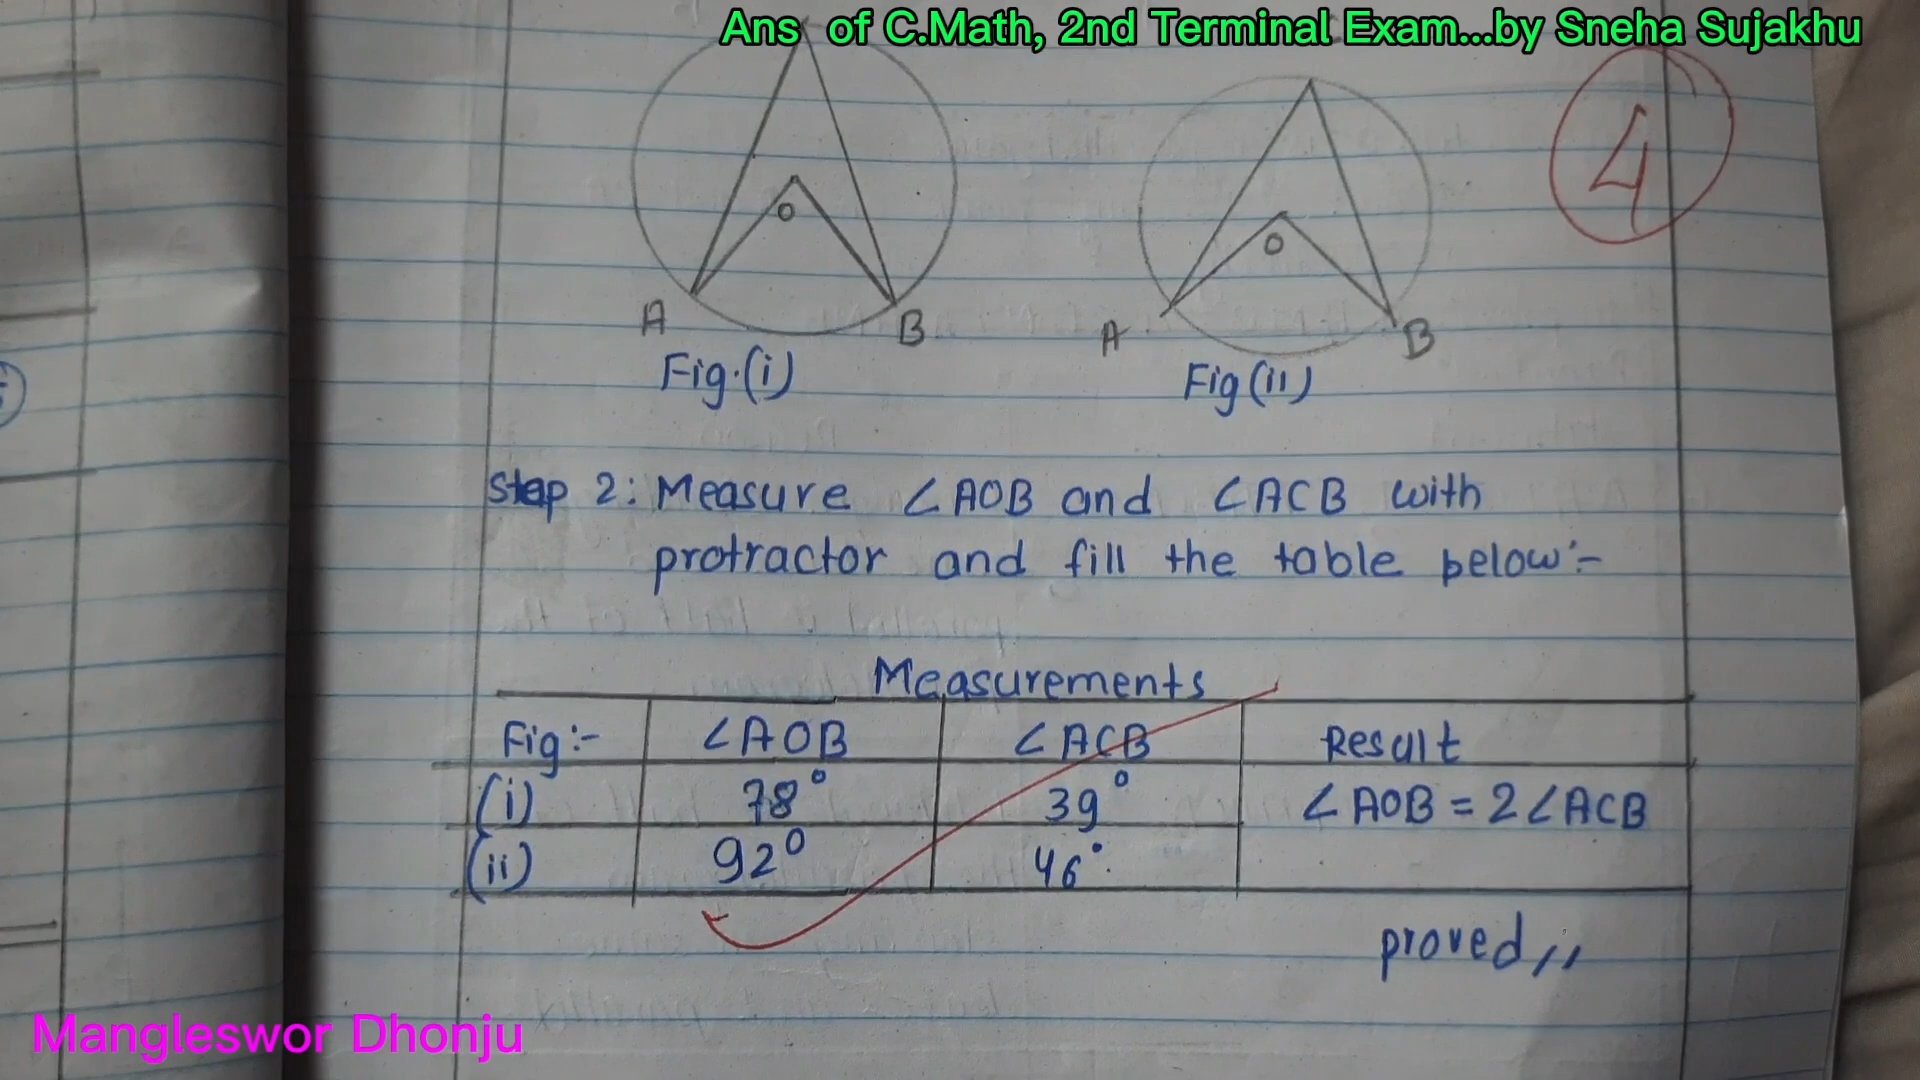 Ans of C.Math, 2nd Terminal Exam...by Sneha Sujakhu
4
O
O
A
B
A
B
Fig.(i)
Fig(ii)
Step 2: Measure ∠AOB and ∠ACB with
protractor and fill the table below:-
Measurements
Fig:- ∠AOB ∠ACB Result
(i) 78° 39° ∠AOB = 2∠ACB
(ii) 92° 46°
proved,,
Mangleswor Dhonju